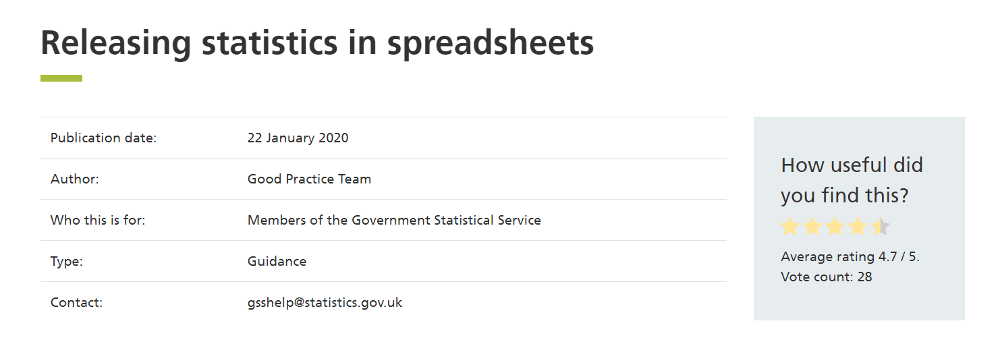 Releasing statistics in spreadsheets
Publication date: 22 January 2020
Author: Good Practice Team
Who this is for: Members of the Government Statistical Service
Type: Guidance
Contact: gsshelp@statistics.gov.uk
How useful did
you find this?
Average rating 4.7 / 5.
Vote count: 28